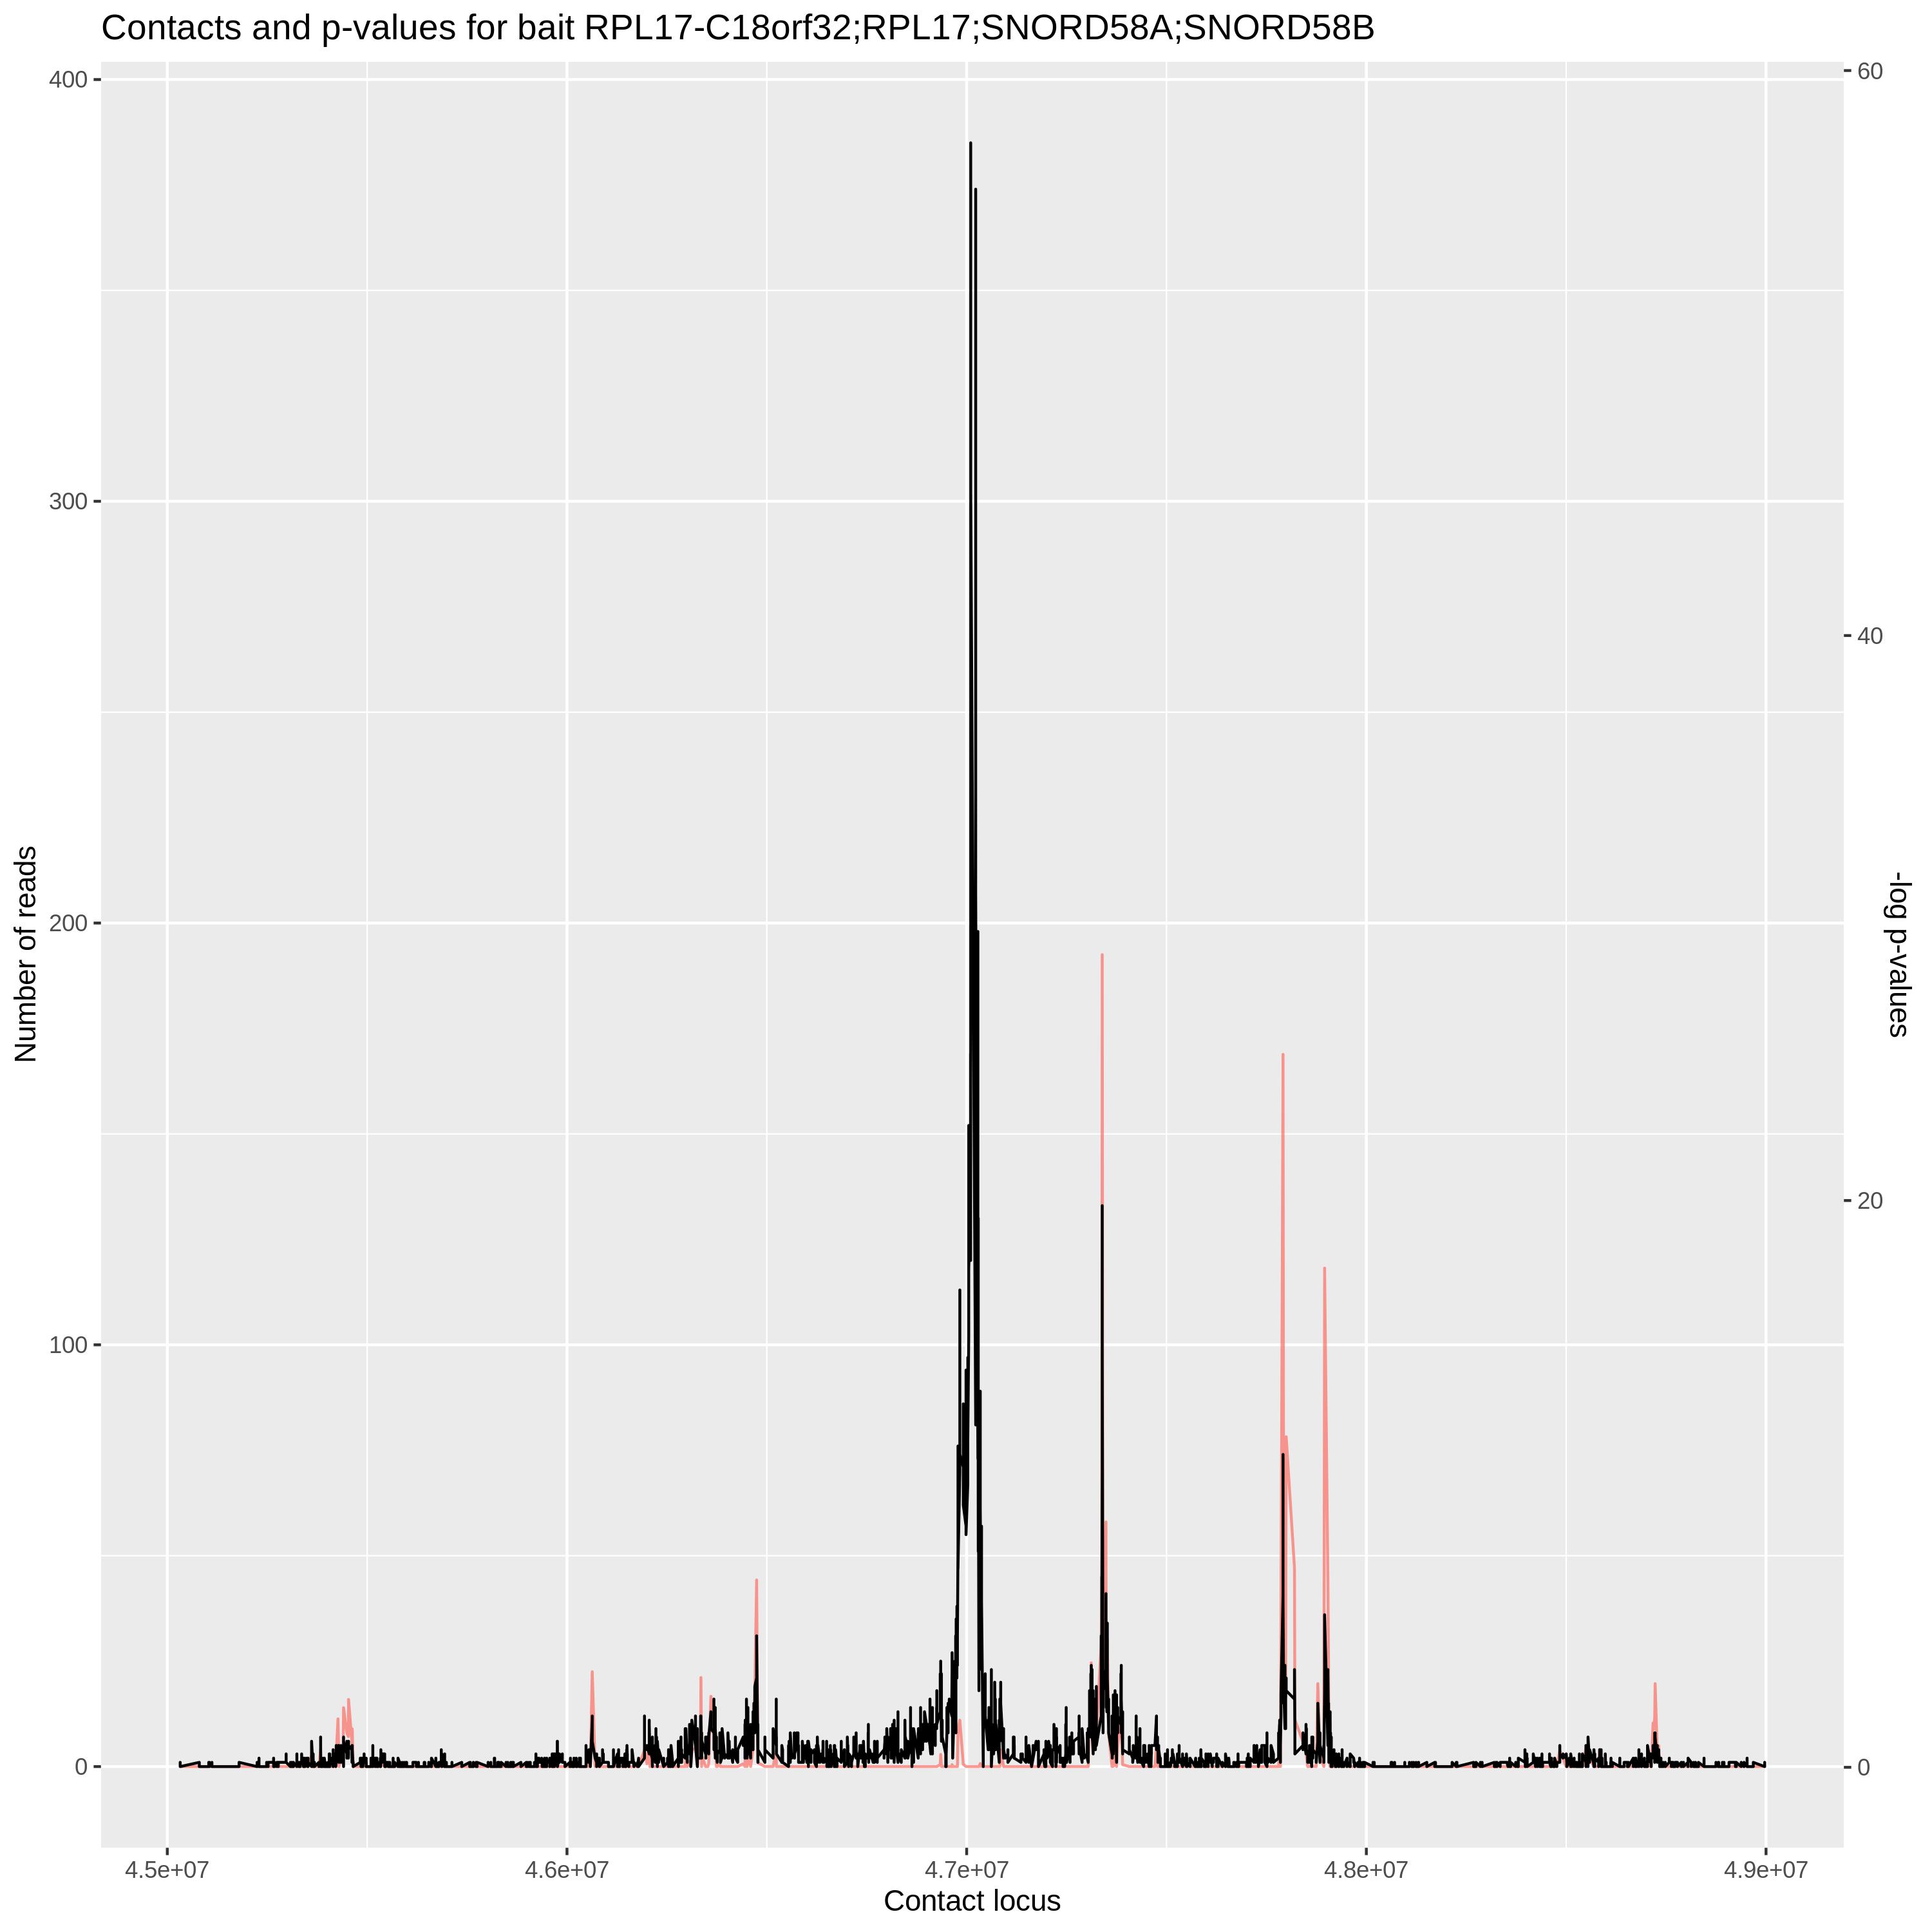 Contacts and p-values for bait RPL17-C18orf32;RPL17;SNORD58A;SNORD58B
400
300
200
100
0
Number of reads
60
40
20
0
-log p-values
4.5e+07 4.6e+07 4.7e+07 4.8e+07 4.9e+07
Contact locus